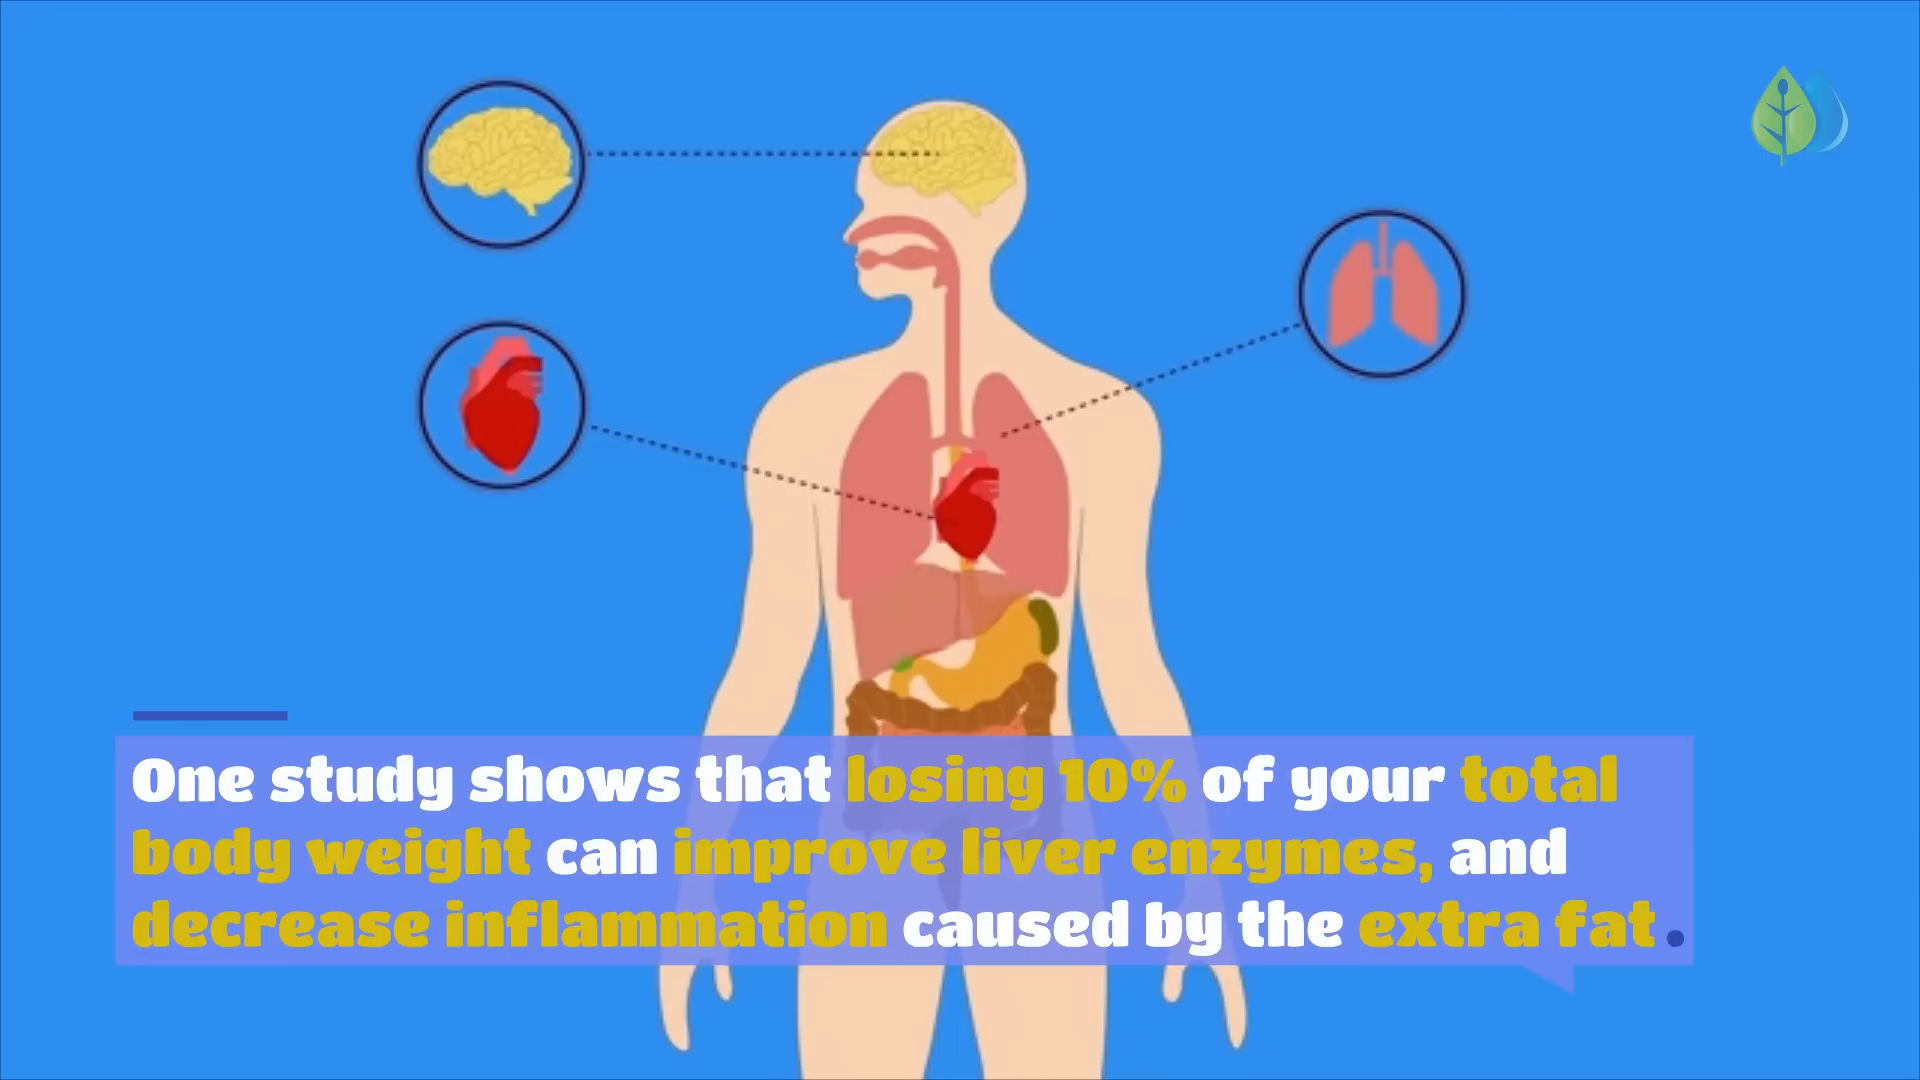 One study shows that losing 10% of your total
body weight can improve liver enzymes, and
decrease inflammation caused by the extra fat.